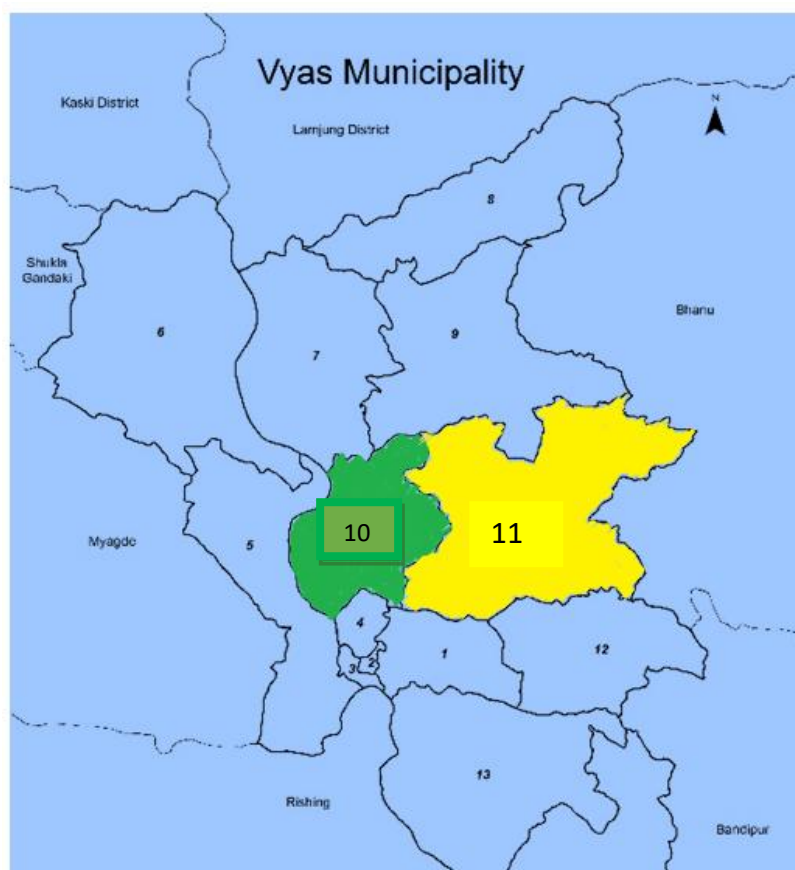 Vyas Municipality
Kaski District
Lamjung District
N
8
Shukla
Gandaki
6
7
9
Bhanu
Myagde
5
10
11
4
3
2
1
12
13
Rishing
Bandipur